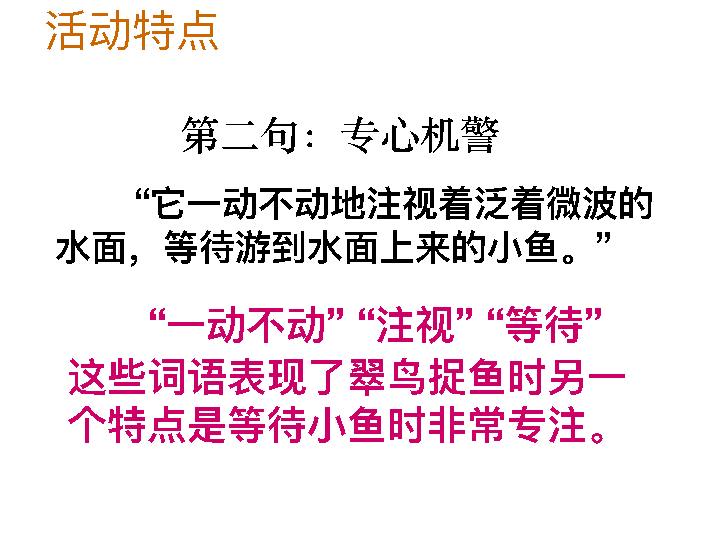 活动特点
第二句：专心机警
“它一动不动地注视着泛着微波的
水面，等待游到水面上来的小鱼。”
“一动不动” “注视” “等待”
这些词语表现了翠鸟捉鱼时另一
个特点是等待小鱼时非常专注。